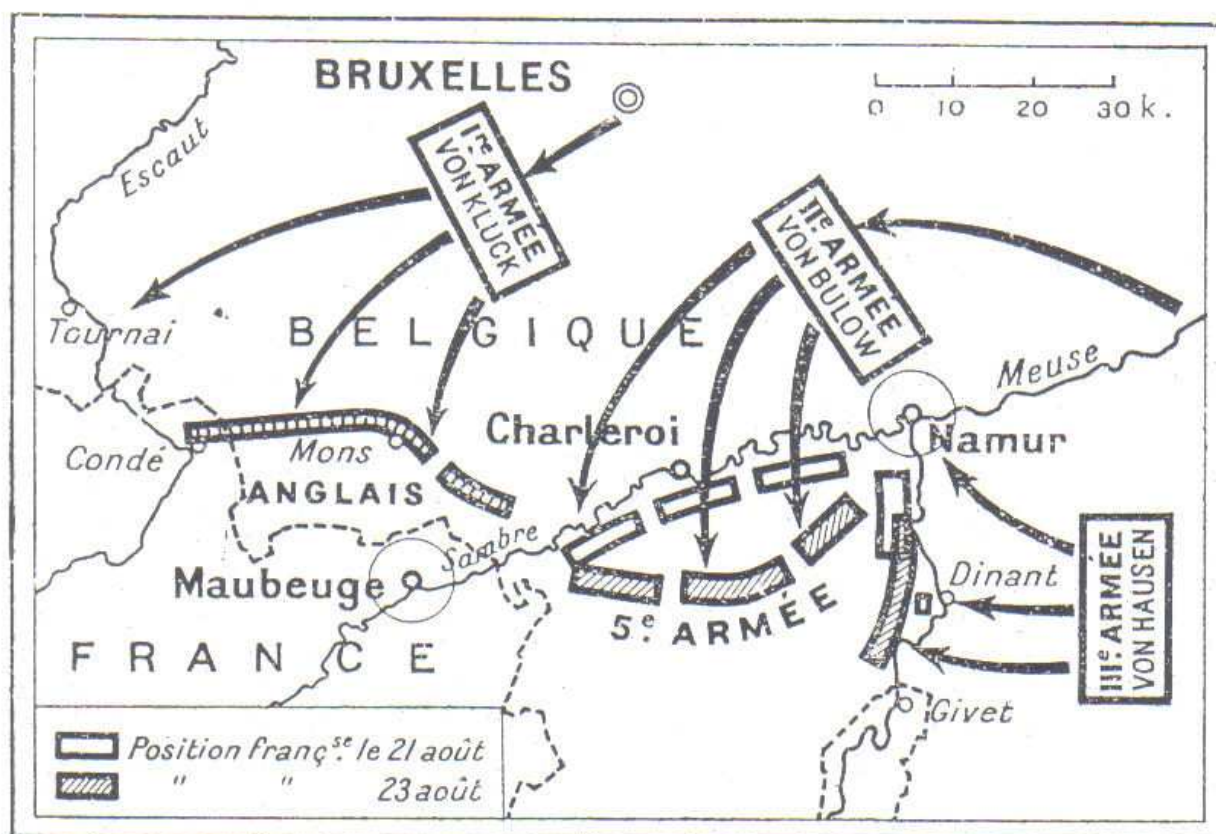 BRUXELLES
0 10 20 30 k.
Escaut
Ire ARMÉE
VON KLUCK
IIe. ARMÉE
VON BULOW
Tournai
BELGIQUE
Meuse
Charleroi
Namur
Condé
Mons
ANGLAIS
Sambre
Maubeuge
Dinant
5e. ARMÉE
IIIe ARMÉE
VON HAUSEN
FRANCE
Givet
Position françse. le 21 août
" " 23 août